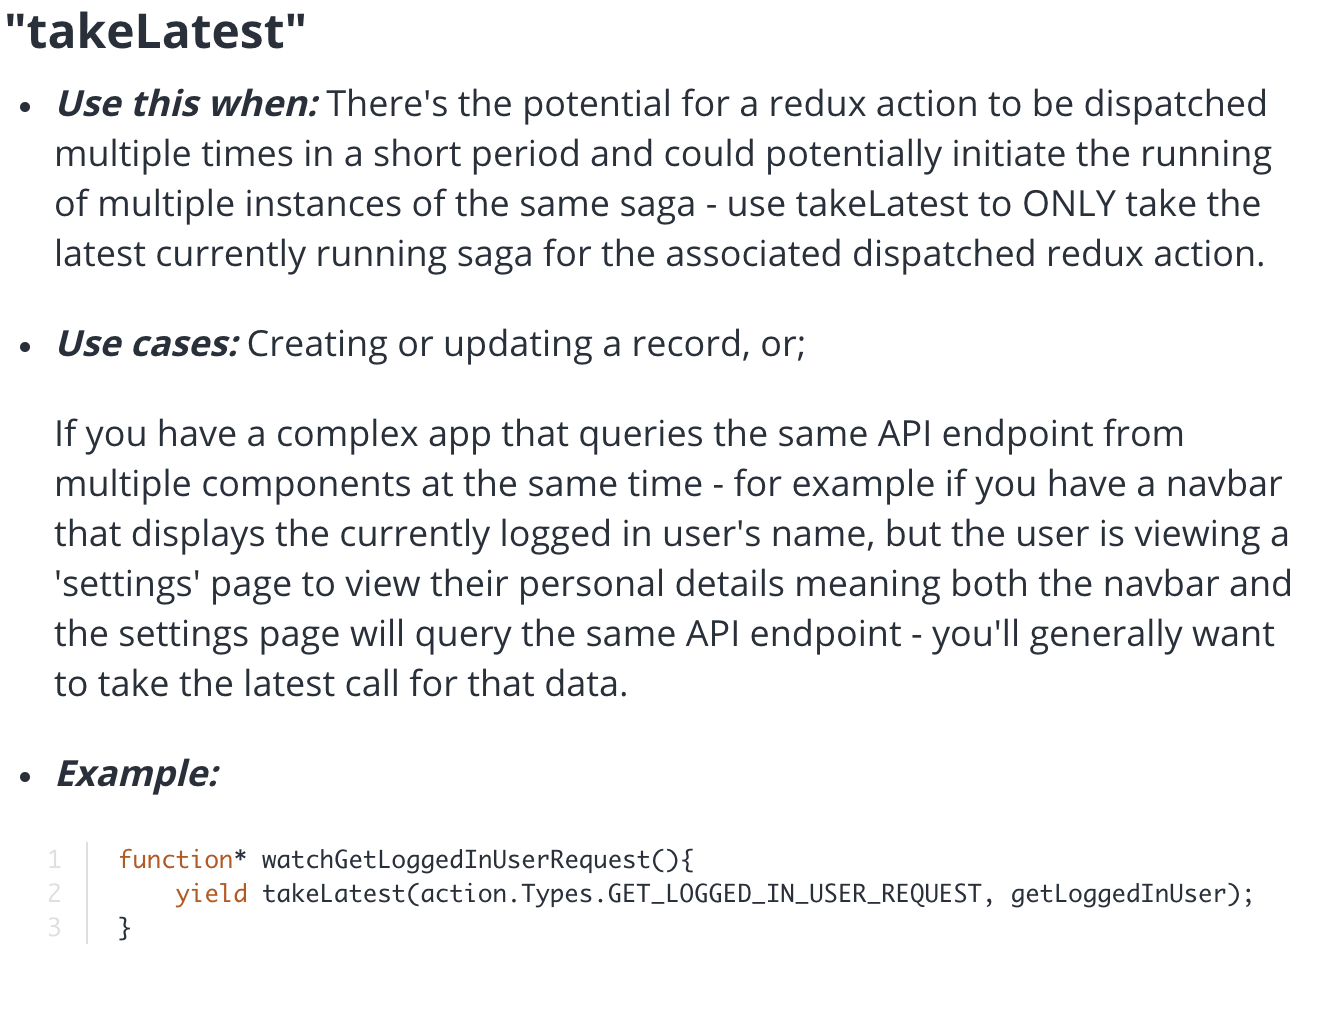 "takeLatest"
• Use this when: There's the potential for a redux action to be dispatched
multiple times in a short period and could potentially initiate the running
of multiple instances of the same saga - use takeLatest to ONLY take the
latest currently running saga for the associated dispatched redux action.
• Use cases: Creating or updating a record, or;
If you have a complex app that queries the same API endpoint from
multiple components at the same time - for example if you have a navbar
that displays the currently logged in user's name, but the user is viewing a
'settings' page to view their personal details meaning both the navbar and
the settings page will query the same API endpoint - you'll generally want
to take the latest call for that data.
• Example:
1 function* watchGetLoggedInUserRequest(){
2     yield takeLatest(action.Types.GET_LOGGED_IN_USER_REQUEST, getLoggedInUser);
3 }